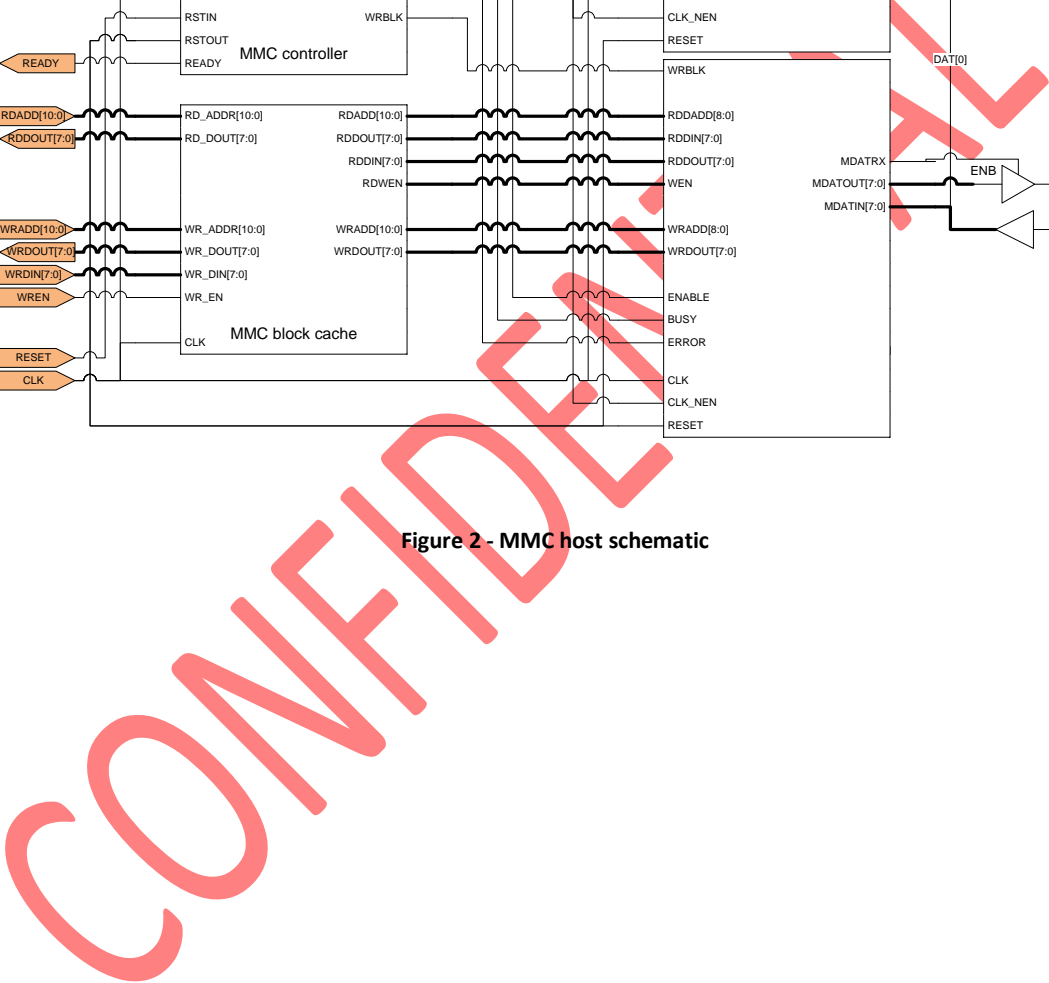 RSTIN WRBLK CLK_NEN
RSTOUT RESET
READY READY MMC controller DAT[0]
WRBLK
RDADD[10:0] RD_ADDR[10:0] RDADD[10:0] RDDADD[8:0]
RDDOUT[7:0] RD_DOUT[7:0] RDDOUT[7:0] RDDIN[7:0]
RDDIN[7:0] RDDOUT[7:0] MDATRX
ENB
RDWEN WEN MDATOUT[7:0]
MDATIN[7:0]
WRADD[10:0] WR_ADDR[10:0] WRADD[10:0] WRADD[8:0]
WRDOUT[7:0] WR_DOUT[7:0] WRDOUT[7:0] WRDOUT[7:0]
WRDIN[7:0] WR_DIN[7:0]
WREN WR_EN ENABLE
BUSY
CLK MMC block cache ERROR
RESET
CLK CLK
CLK_NEN
RESET
Figure 2 - MMC host schematic
CONFIDENTIAL